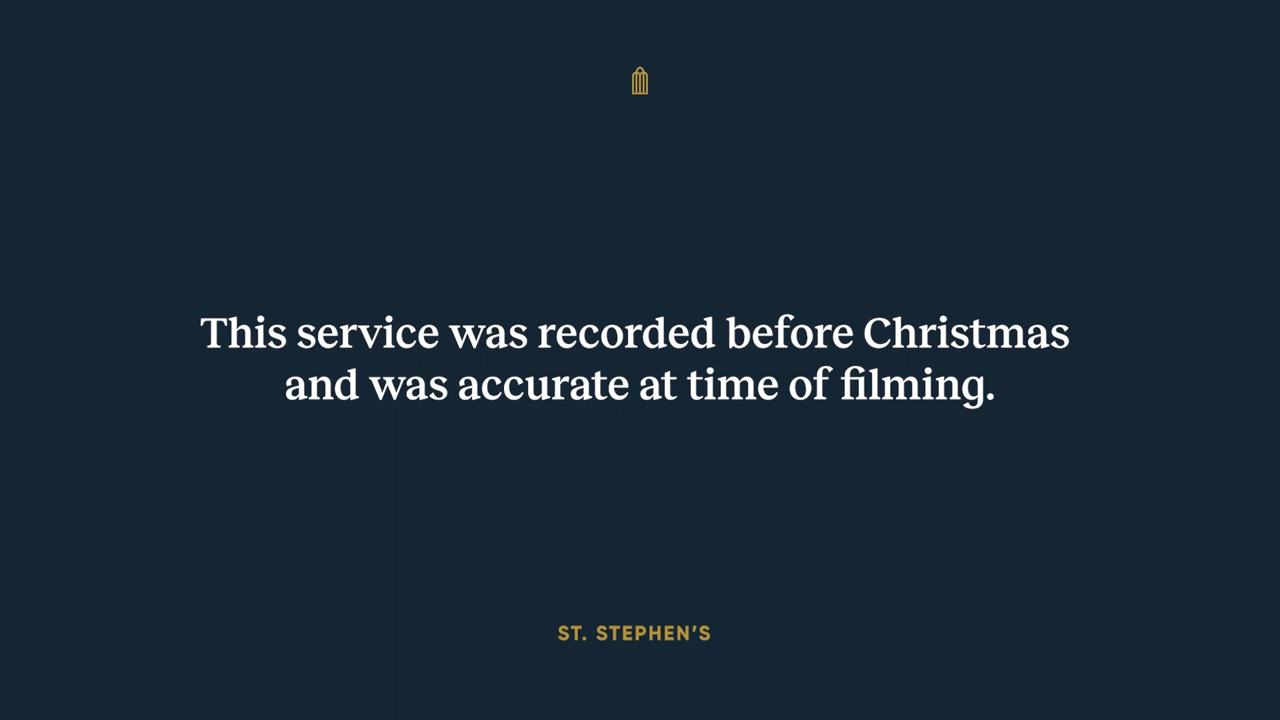 This service was recorded before Christmas
and was accurate at time of filming.
ST. STEPHEN’S